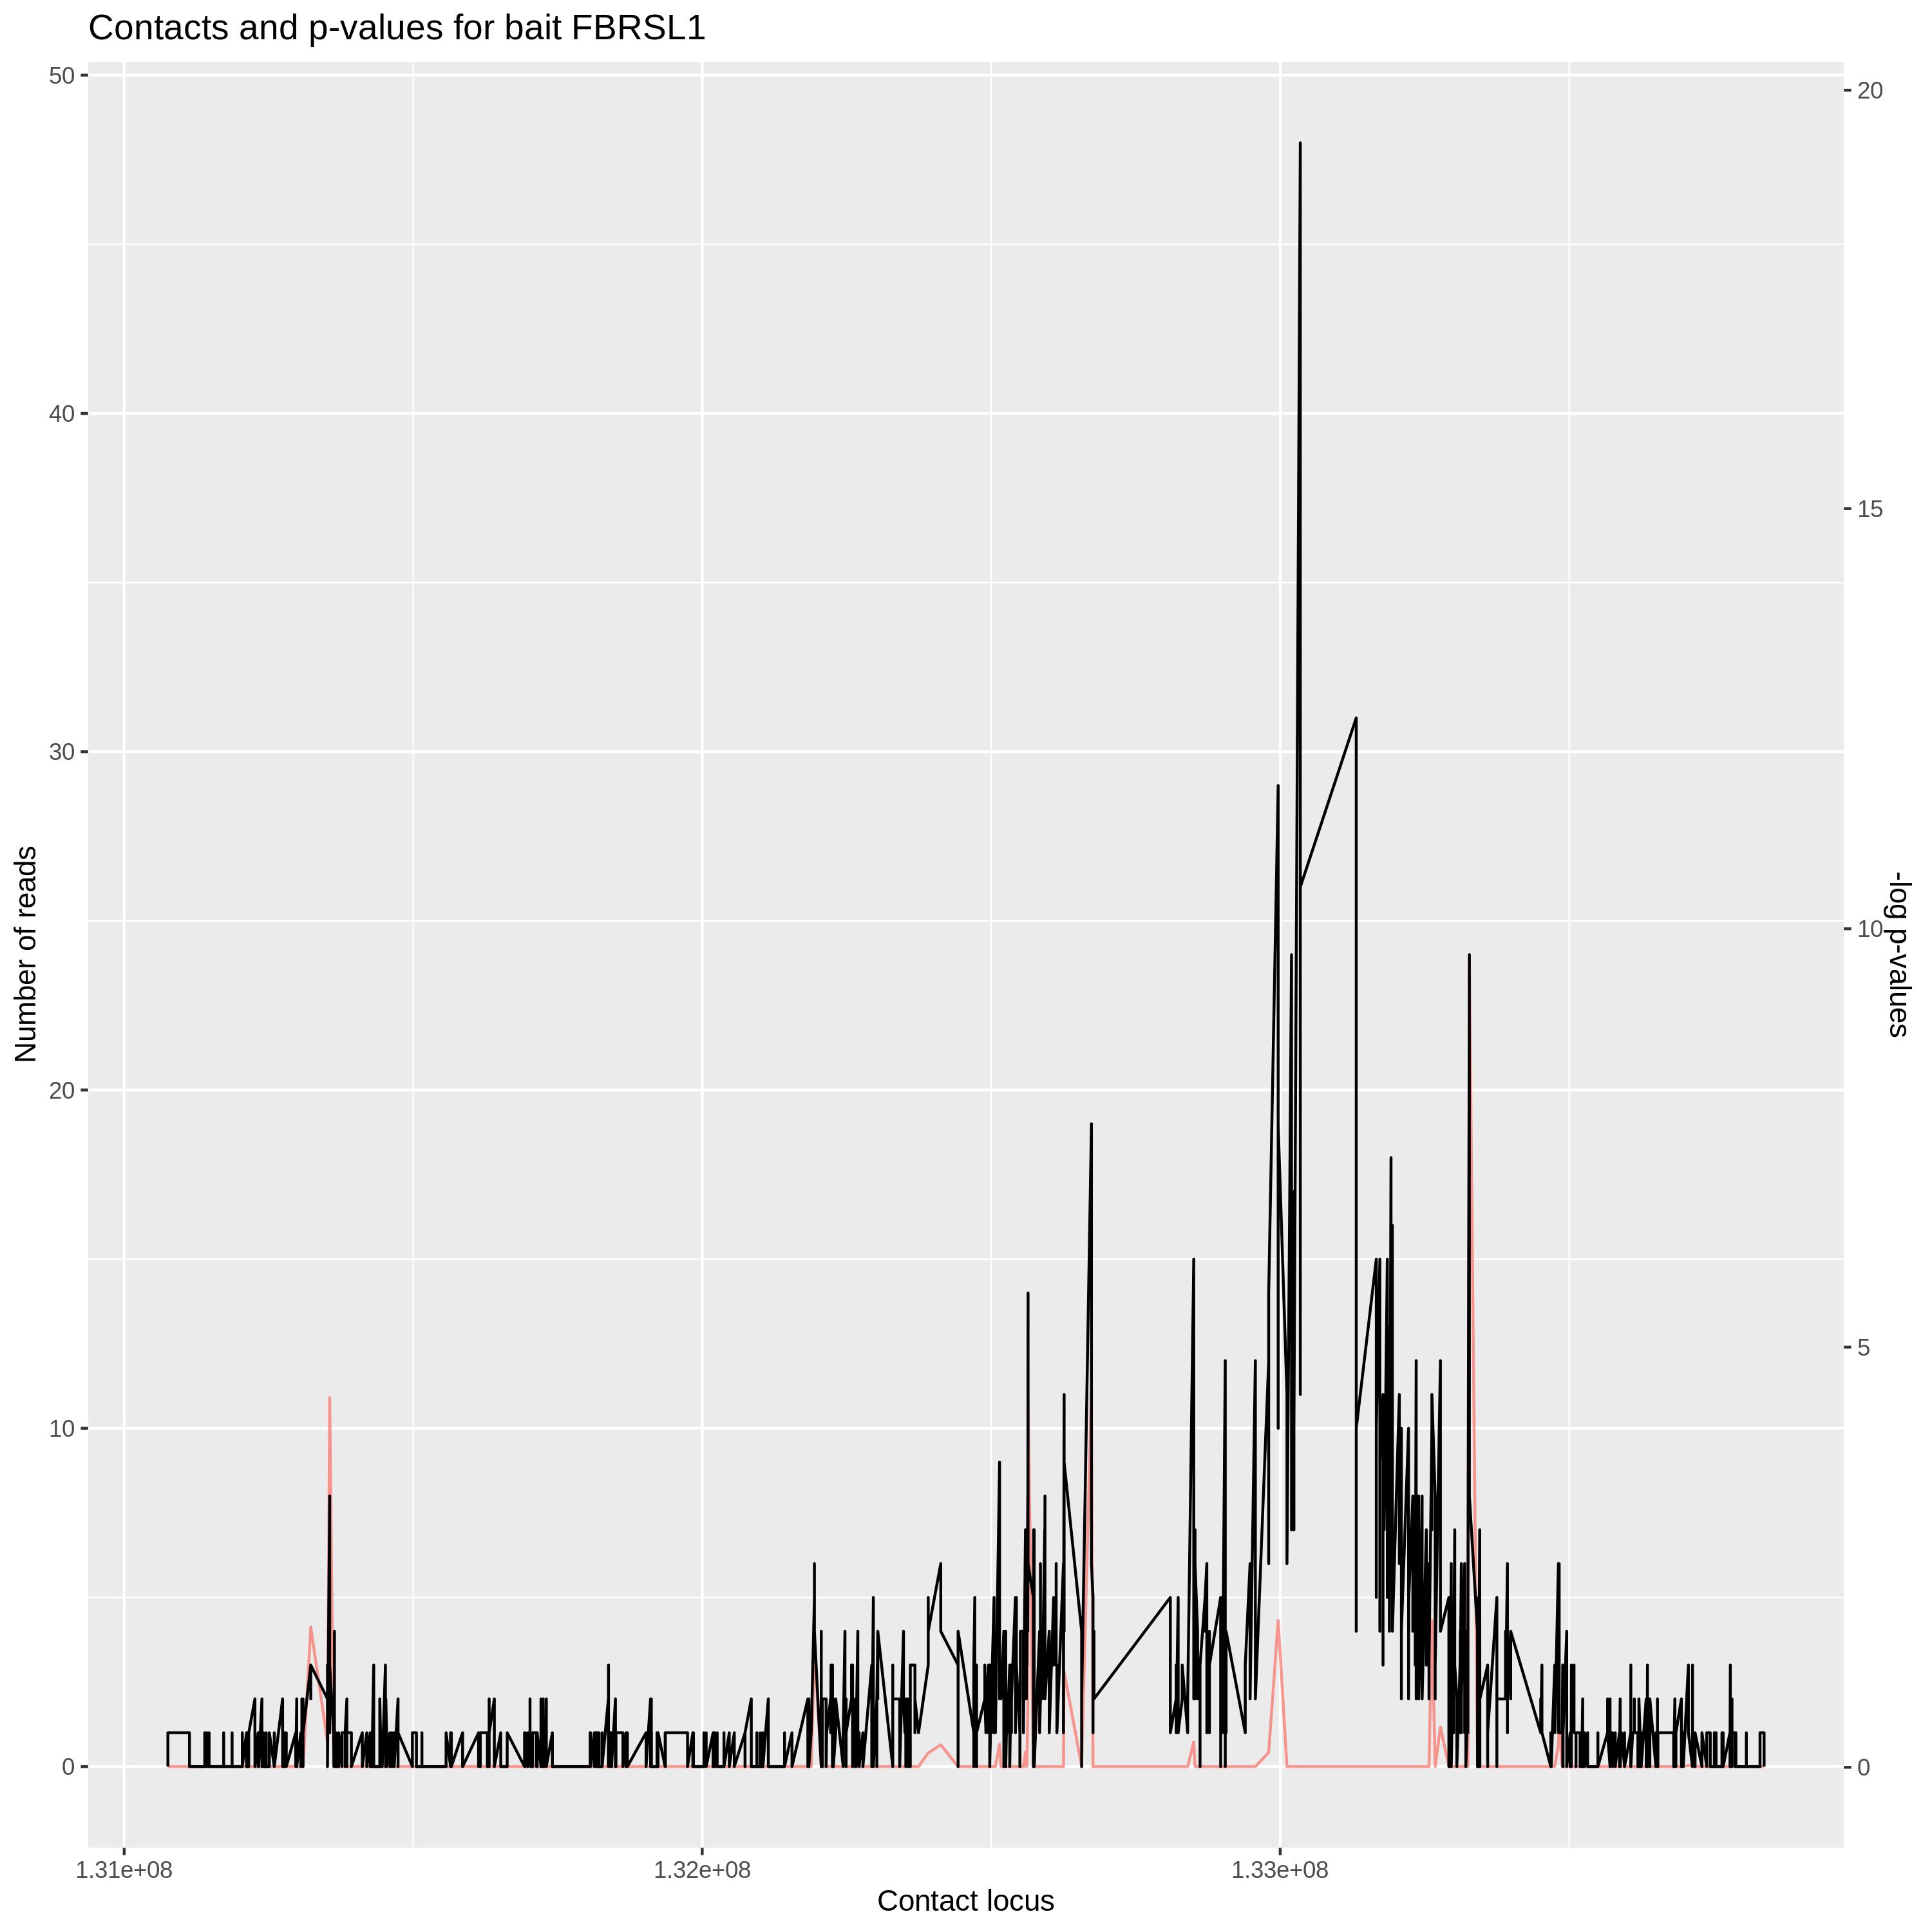 Contacts and p-values for bait FBRSL1
50
40
30
20
10
0
Number of reads
20
15
10
5
0
-log p-values
1.31e+08
1.32e+08
1.33e+08
Contact locus